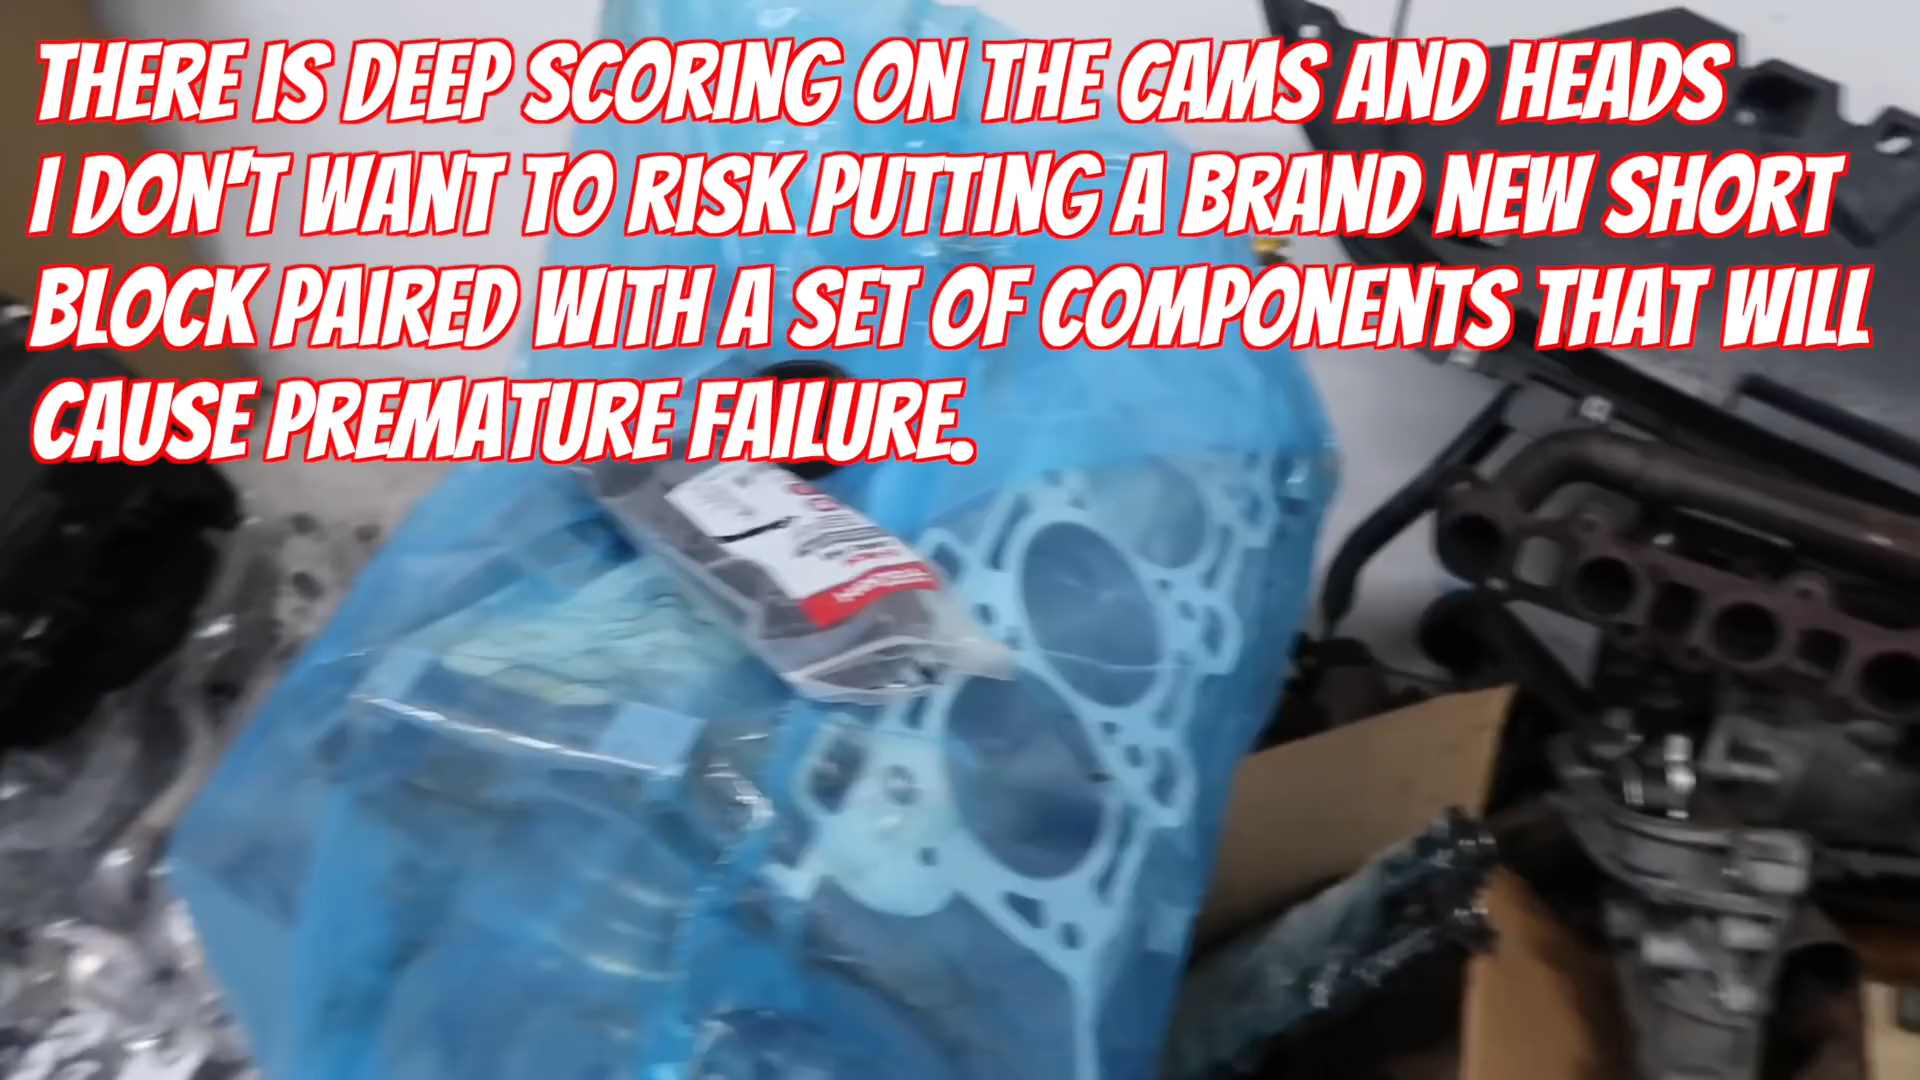 THERE IS DEEP SCORING ON THE CAMS AND HEADS
I DON'T WANT TO RISK PUTTING A BRAND NEW SHORT
BLOCK PAIRED WITH A SET OF COMPONENTS THAT WILL
CAUSE PREMATURE FAILURE.